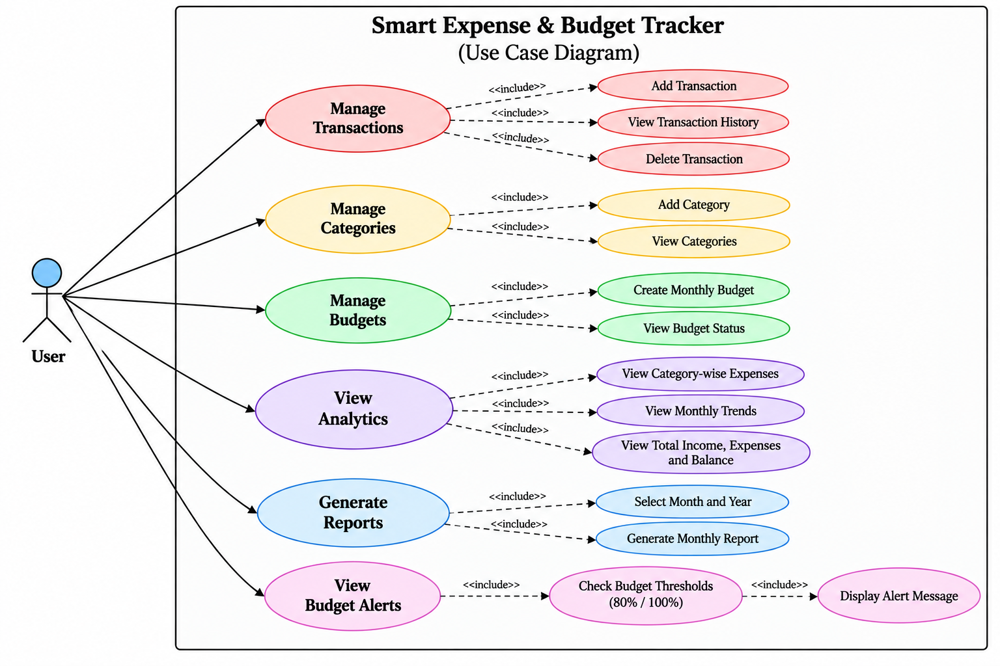 Smart Expense & Budget Tracker
(Use Case Diagram)
User
Manage
Transactions
<<include>>
Add Transaction
<<include>>
View Transaction History
<<include>>
Delete Transaction
Manage
Categories
<<include>>
Add Category
<<include>>
View Categories
Manage
Budgets
<<include>>
Create Monthly Budget
<<include>>
View Budget Status
View
Analytics
<<include>>
View Category-wise Expenses
<<include>>
View Monthly Trends
<<include>>
View Total Income, Expenses
and Balance
Generate
Reports
<<include>>
Select Month and Year
<<include>>
Generate Monthly Report
View
Budget Alerts
<<include>>
Check Budget Thresholds
(80% / 100%)
<<include>>
Display Alert Message